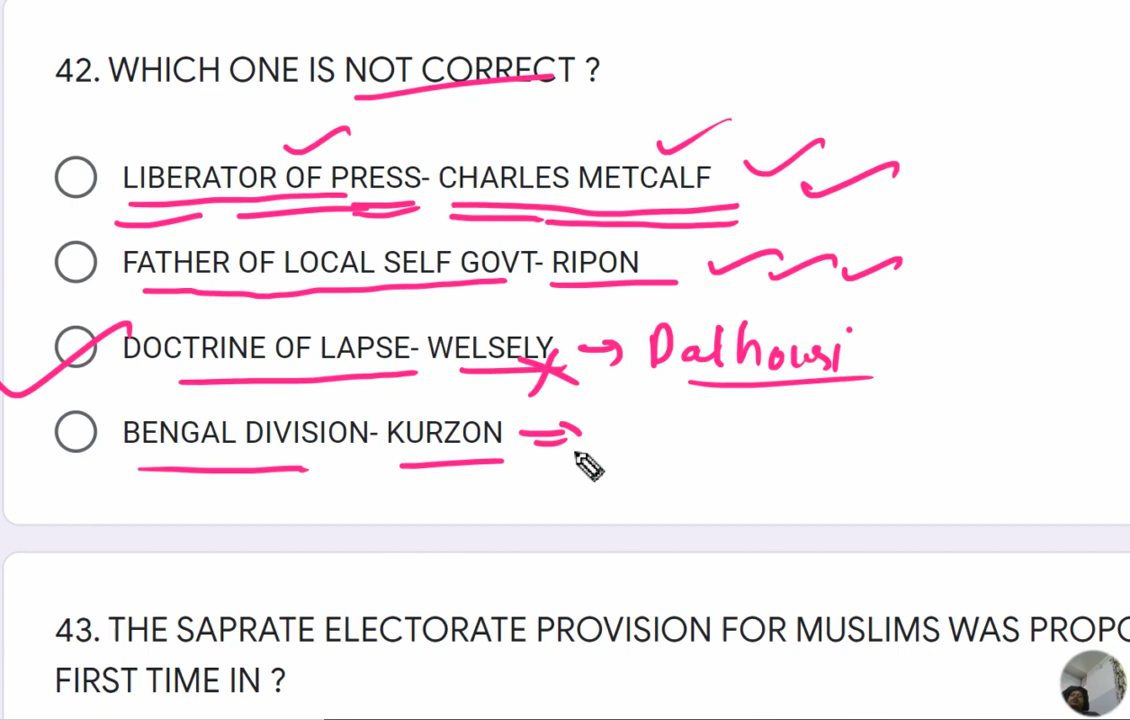 42. WHICH ONE IS NOT CORRECT ?
LIBERATOR OF PRESS- CHARLES METCALF
FATHER OF LOCAL SELF GOVT- RIPON
DOCTRINE OF LAPSE- WELSELY → Dalhousi
BENGAL DIVISION- KURZON
43. THE SAPRATE ELECTORATE PROVISION FOR MUSLIMS WAS PROPO
FIRST TIME IN ?